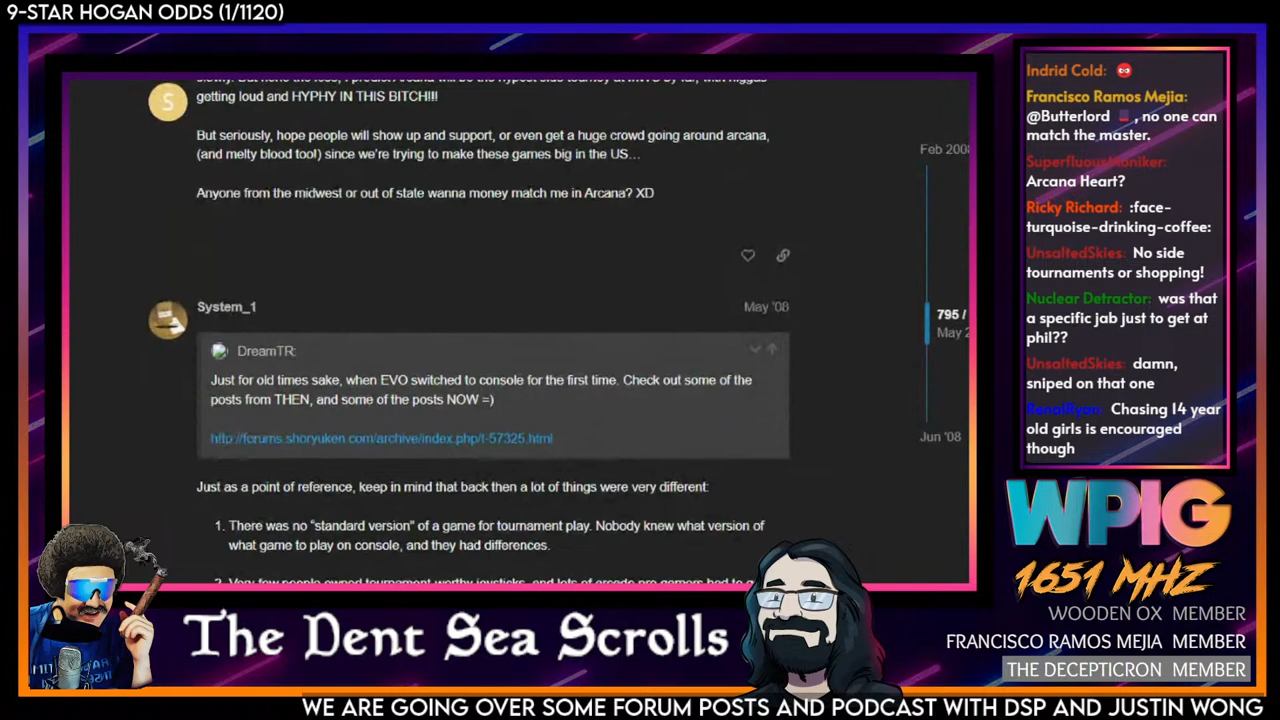 9-STAR HOGAN ODDS (1/1120)
getting loud and HYPHY IN THIS BITCH!!!
But seriously, hope people will show up and support, or even get a huge crowd going around arcana,
(and melty blood too!) since we're trying to make these games big in the US...
Anyone from the midwest or out of state wanna money match me in Arcana? XD
S
System_1
May '08
DreamTR:
Just for old times sake, when EVO switched to console for the first time. Check out some of the
posts from THEN, and some of the posts NOW =)
http://forums.shoryuken.com/archive/index.php/t-57325.html
Just as a point of reference, keep in mind that back then a lot of things were very different:
1. There was no "standard version" of a game for tournament play. Nobody knew what version of
what game to play on console, and they had differences.
Feb 2008
795 /
May 2
Jun '08
Indrid Cold:
Francisco Ramos Mejia:
@Butterlord , no one can
match the master.
SuperfluousMoniker:
Arcana Heart?
Ricky Richard: :face-
turquoise-drinking-coffee:
UnsaltedSkies: No side
tournaments or shopping!
Nuclear Detractor: was that
a specific jab just to get at
phil??
UnsaltedSkies: damn,
sniped on that one
RenalRyan: Chasing 14 year
old girls is encouraged
though
WPIG
1651 MHZ
WOODEN OX MEMBER
FRANCISCO RAMOS MEJIA MEMBER
THE DECEPTICRON MEMBER
The Dent Sea Scrolls
WE ARE GOING OVER SOME FORUM POSTS AND PODCAST WITH DSP AND JUSTIN WONG